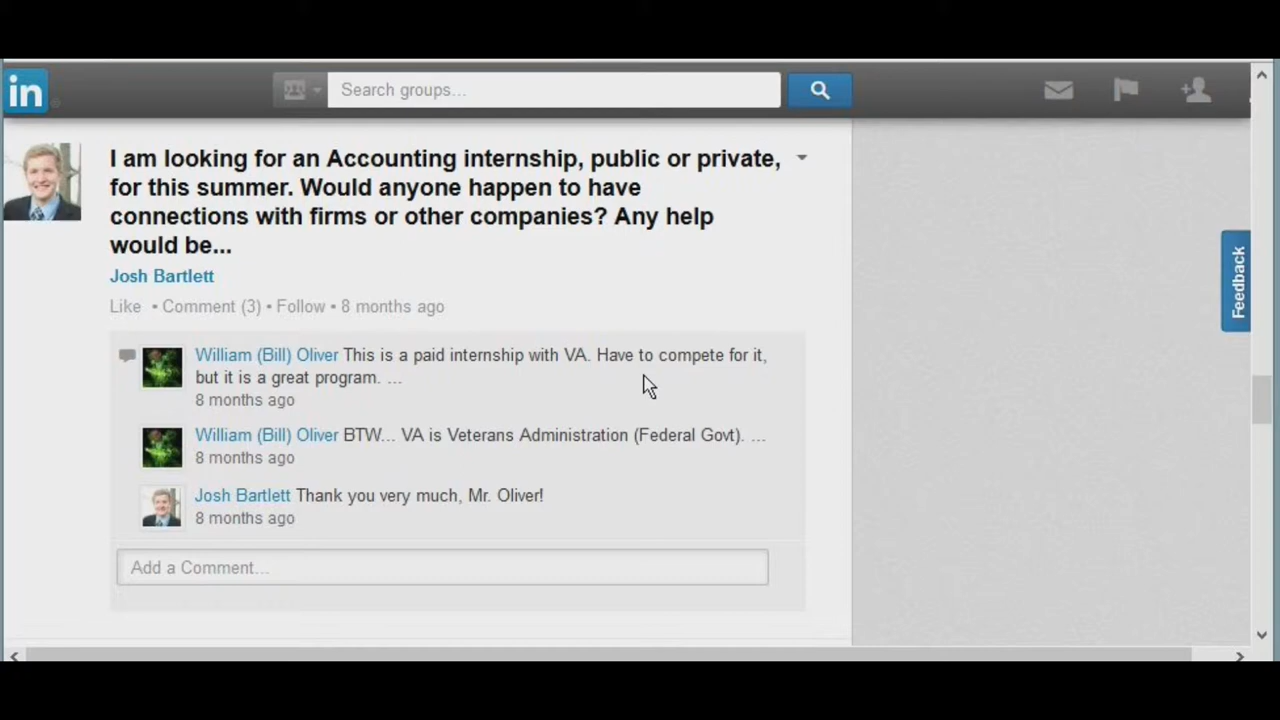 in
Search groups...
I am looking for an Accounting internship, public or private,
for this summer. Would anyone happen to have
connections with firms or other companies? Any help
would be...
Josh Bartlett
Like • Comment (3) • Follow • 8 months ago
William (Bill) Oliver This is a paid internship with VA. Have to compete for it,
but it is a great program. ...
8 months ago
William (Bill) Oliver BTW... VA is Veterans Administration (Federal Govt). ...
8 months ago
Josh Bartlett Thank you very much, Mr. Oliver!
8 months ago
Add a Comment...
Feedback